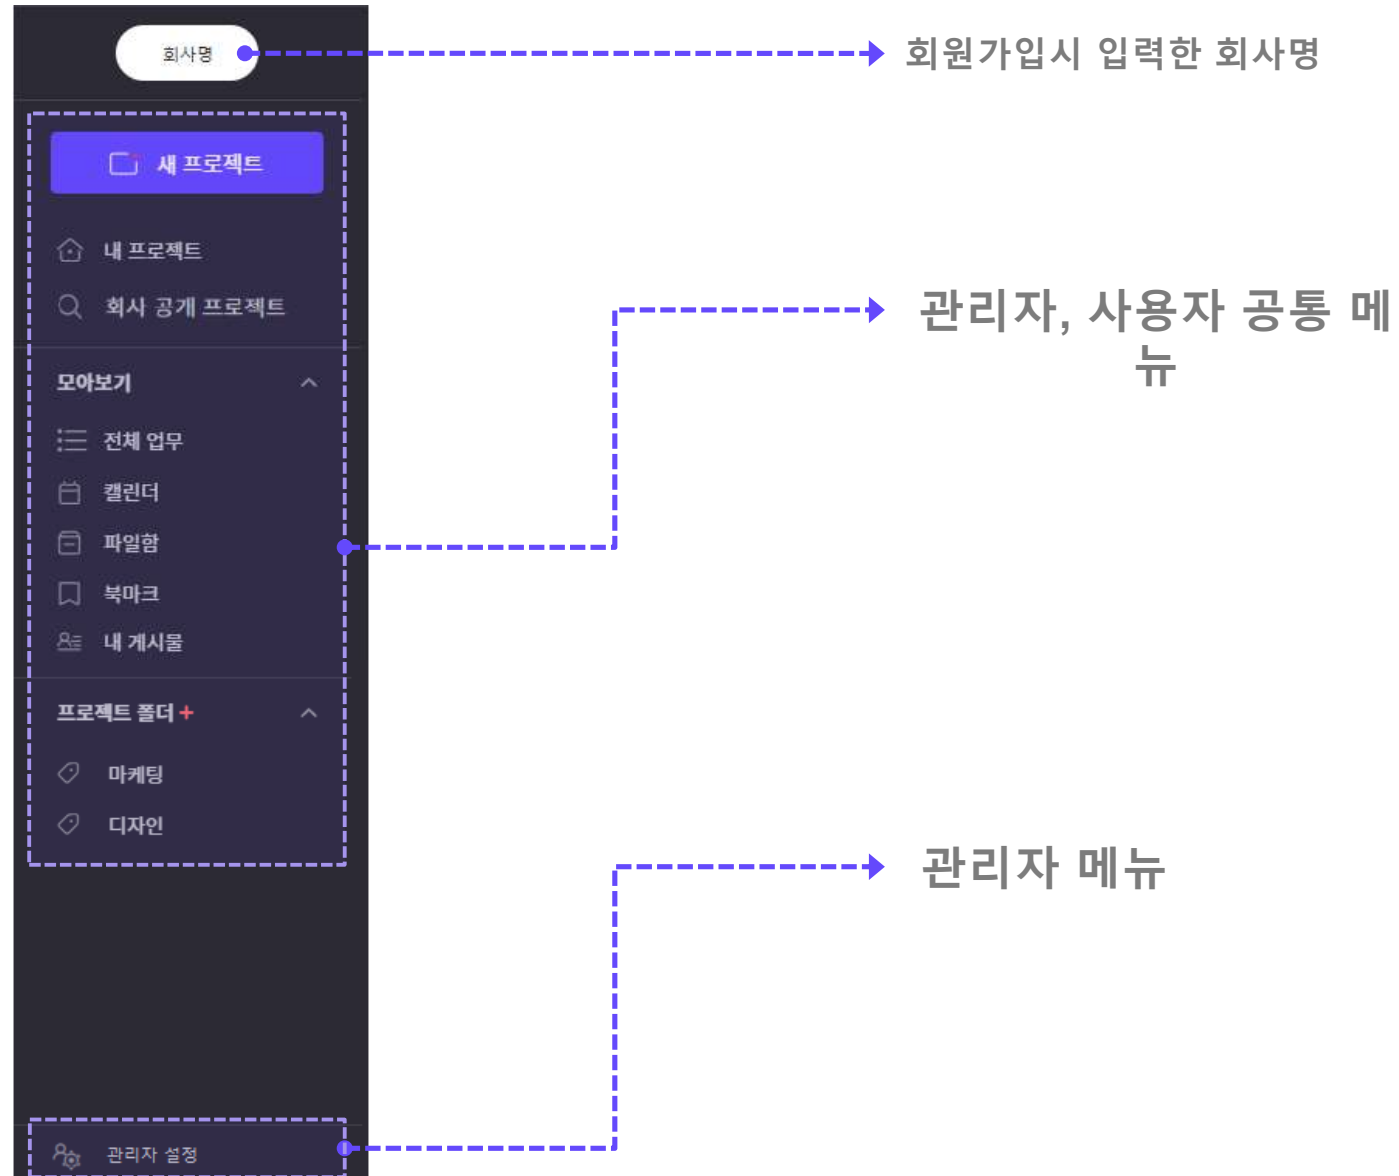 회사명
회원가입시 입력한 회사명
새 프로젝트
내 프로젝트
회사 공개 프로젝트
관리자, 사용자 공통 메
뉴
모아보기
전체 업무
캘린더
파일함
북마크
내 게시물
프로젝트 폴더 +
마케팅
디자인
관리자 메뉴
관리자 설정